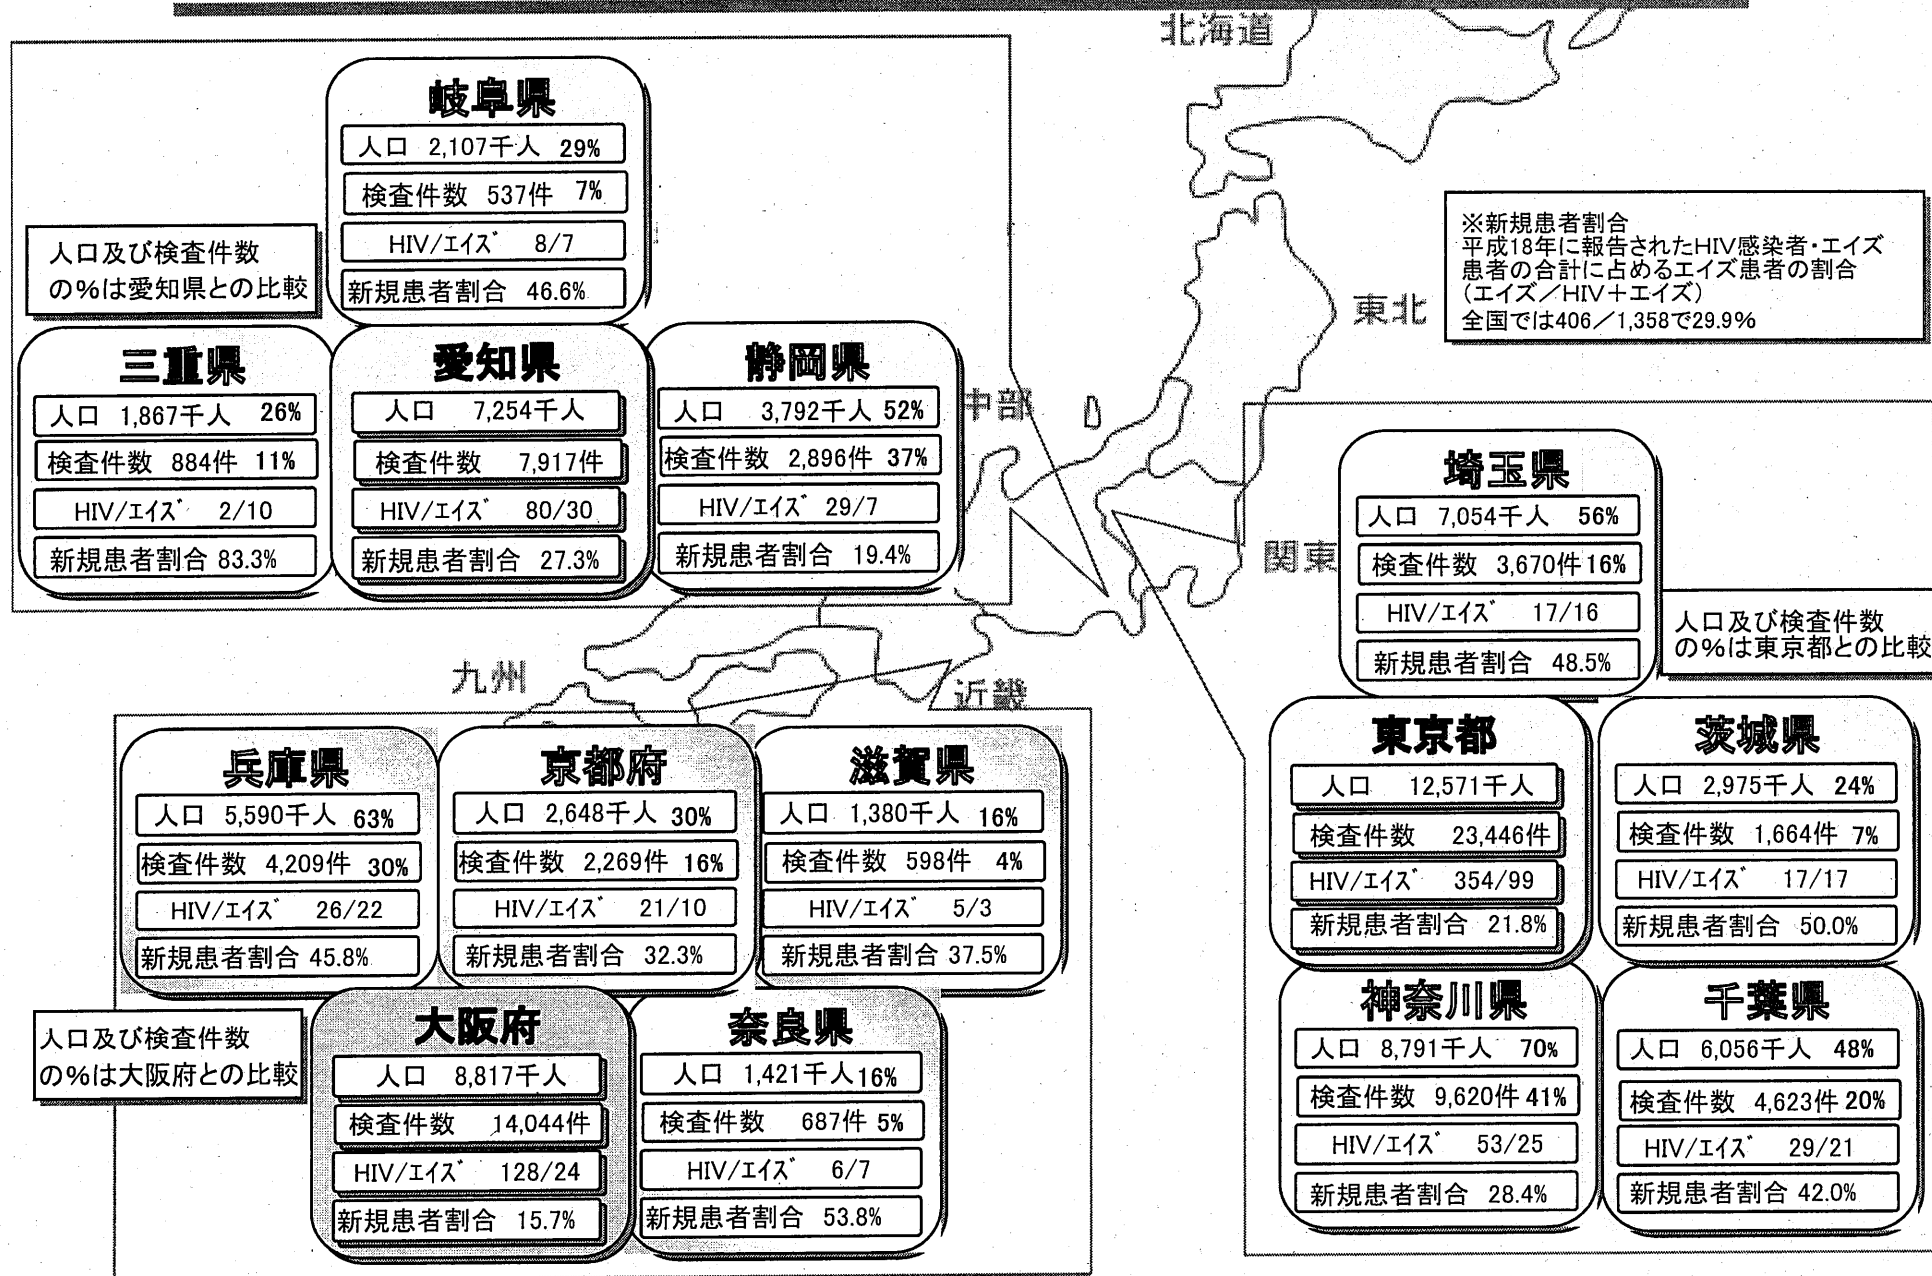 北海道
岐阜県
人口 2,107千人 29%
検査件数 537件 7%
HIV/エイズ 8/7
新規患者割合 46.6%
人口及び検査件数
の%は愛知県との比較
※新規患者割合
平成18年に報告されたHIV感染者・エイズ
患者の合計に占めるエイズ患者の割合
(エイズ/HIV+エイズ)
全国では406/1,358で29.9%
東北
三重県
人口 1,867千人 26%
検査件数 884件 11%
HIV/エイズ 2/10
新規患者割合 83.3%
愛知県
人口 7,254千人
検査件数 7,917件
HIV/エイズ 80/30
新規患者割合 27.3%
静岡県
人口 3,792千人 52%
検査件数 2,896件 37%
HIV/エイズ 29/7
新規患者割合 19.4%
中部
関東
埼玉県
人口 7,054千人 56%
検査件数 3,670件 16%
HIV/エイズ 17/16
新規患者割合 48.5%
人口及び検査件数
の%は東京都との比較
九州
近畿
兵庫県
人口 5,590千人 63%
検査件数 4,209件 30%
HIV/エイズ 26/22
新規患者割合 45.8%
京都府
人口 2,648千人 30%
検査件数 2,269件 16%
HIV/エイズ 21/10
新規患者割合 32.3%
滋賀県
人口 1,380千人 16%
検査件数 598件 4%
HIV/エイズ 5/3
新規患者割合 37.5%
東京都
人口 12,571千人
検査件数 23,446件
HIV/エイズ 354/99
新規患者割合 21.8%
茨城県
人口 2,975千人 24%
検査件数 1,664件 7%
HIV/エイズ 17/17
新規患者割合 50.0%
人口及び検査件数
の%は大阪府との比較
大阪府
人口 8,817千人
検査件数 14,044件
HIV/エイズ 128/24
新規患者割合 15.7%
奈良県
人口 1,421千人 16%
検査件数 687件 5%
HIV/エイズ 6/7
新規患者割合 53.8%
神奈川県
人口 8,791千人 70%
検査件数 9,620件 41%
HIV/エイズ 53/25
新規患者割合 28.4%
千葉県
人口 6,056千人 48%
検査件数 4,623件 20%
HIV/エイズ 29/21
新規患者割合 42.0%